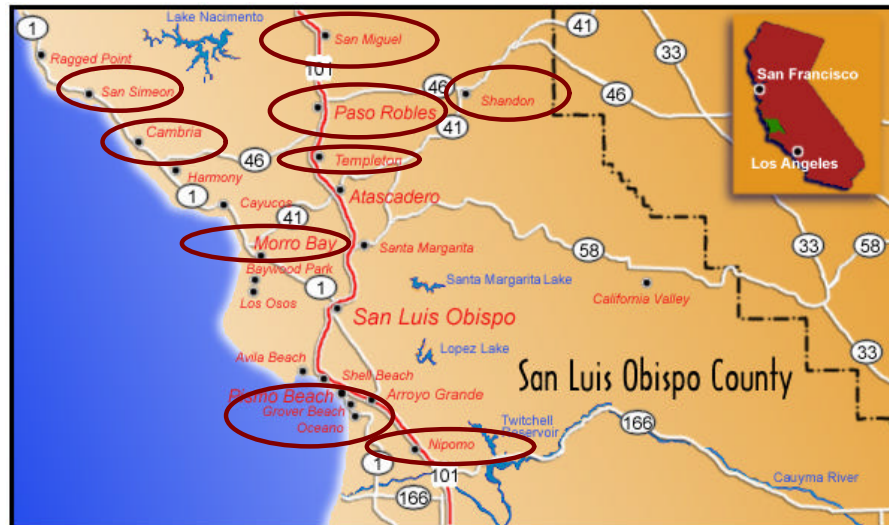 1
Lake Nacimento
San Miguel
41
33
Ragged Point
101
San Francisco
San Simeon
46
Shandon
46
Paso Robles
41
Cambria
Los Angeles
46
Templeton
Harmony
1
Atascadero
Cayucos
41
Morro Bay
Santa Margarita
58
33
58
Baywood Park
Santa Margarita Lake
California Valley
1
Los Osos
San Luis Obispo
Lopez Lake
33
Avila Beach
Shell Beach
San Luis Obispo County
Pismo Beach
Arroyo Grande
Grover Beach
Oceano
Twitchell
Reservoir
166
Nipomo
1
101
Cauyma River
166